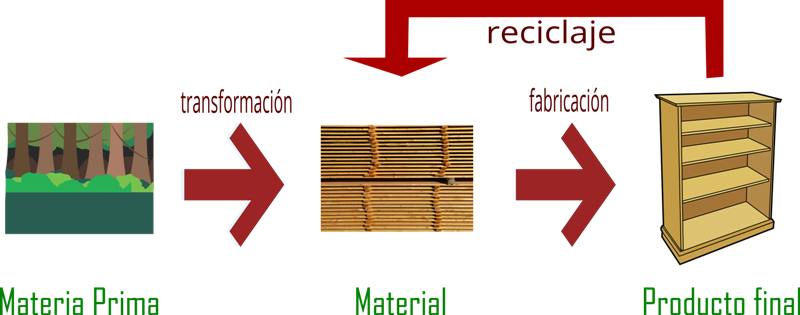 reciclaje
transformación
fabricación
Materia Prima
Material
Producto final